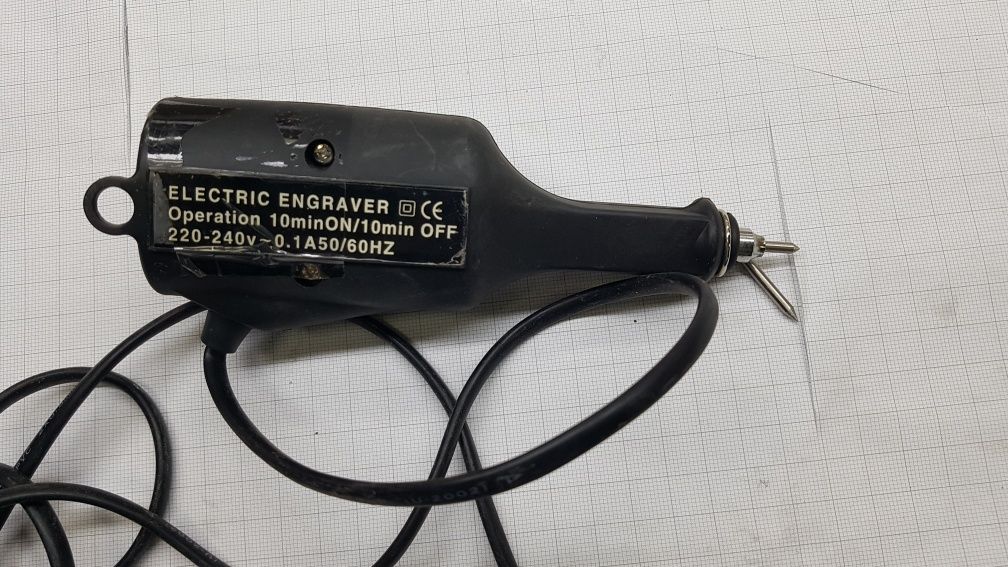 ELECTRIC ENGRAVER CE
Operation 10minON/10min OFF
220-240v~0.1A50/60HZ